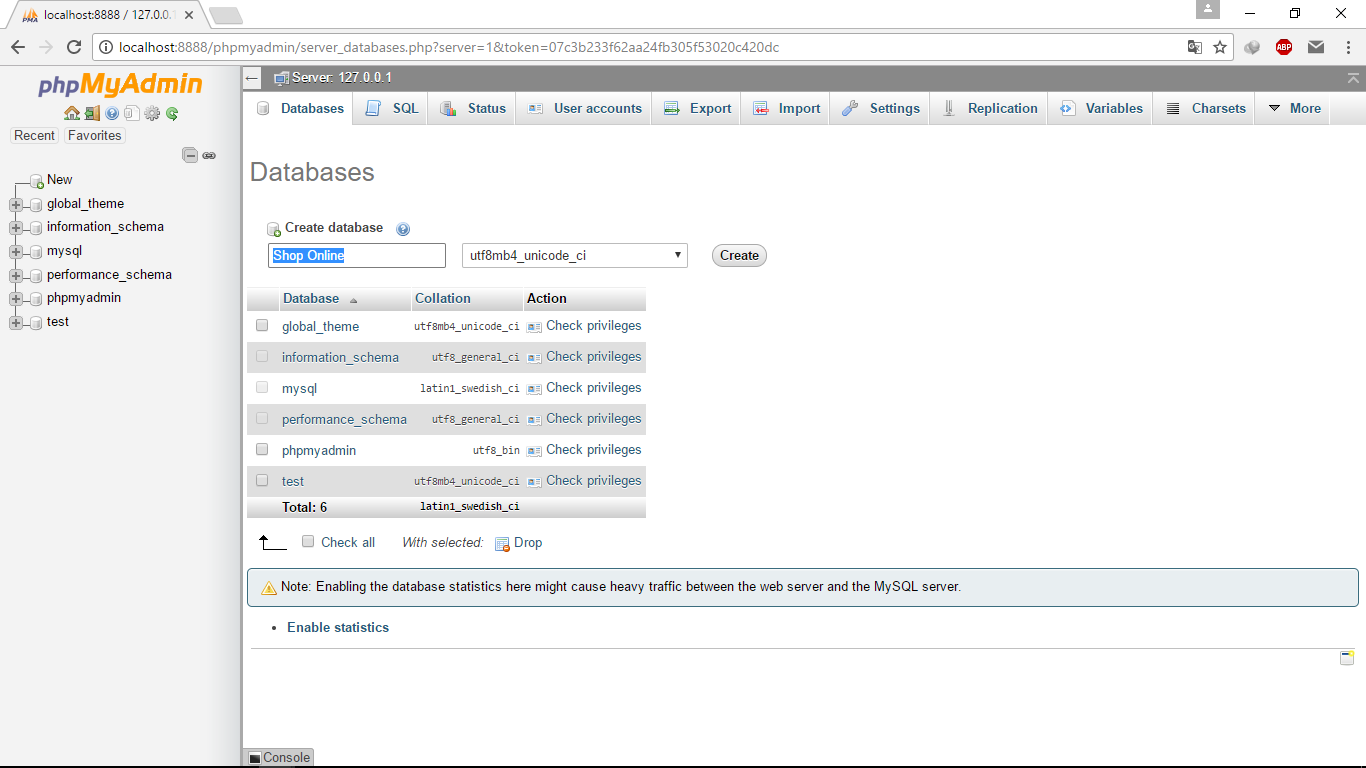 localhost:8888 / 127.0.0.1
localhost:8888/phpmyadmin/server_databases.php?server=1&token=07c3b233f62aa24fb305f53020c420dc
ABP
phpMyAdmin
Recent Favorites
New
global_theme
information_schema
mysql
performance_schema
phpmyadmin
test
Server: 127.0.0.1
Databases SQL Status User accounts Export Import Settings Replication Variables Charsets More
Databases
Create database
Shop Online utf8mb4_unicode_ci Create
Database Collation Action
global_theme utf8mb4_unicode_ci Check privileges
information_schema utf8_general_ci Check privileges
mysql latin1_swedish_ci Check privileges
performance_schema utf8_general_ci Check privileges
phpmyadmin utf8_bin Check privileges
test utf8mb4_unicode_ci Check privileges
Total: 6 latin1_swedish_ci
Check all With selected: Drop
Note: Enabling the database statistics here might cause heavy traffic between the web server and the MySQL server.
• Enable statistics
Console